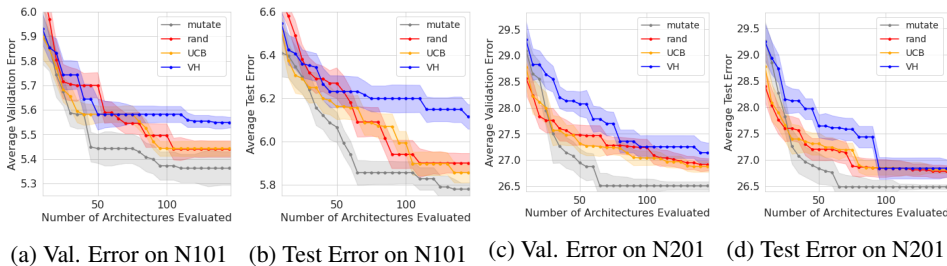 6.0
5.9
5.8
5.7
5.6
5.5
5.4
5.3
Average Validation Error
mutate
rand
UCB
VH
50
100
Number of Architectures Evaluated
6.6
6.4
6.2
6.0
5.8
Average Test Error
mutate
rand
UCB
VH
50
100
Number of Architectures Evaluated
29.5
29.0
28.5
28.0
27.5
27.0
26.5
Average Validation Error
mutate
rand
UCB
VH
50
100
Number of Architectures Evaluated
29.5
29.0
28.5
28.0
27.5
27.0
26.5
Average Test Error
mutate
rand
UCB
VH
50
100
Number of Architectures Evaluated
(a) Val. Error on N101
(b) Test Error on N101
(c) Val. Error on N201
(d) Test Error on N201